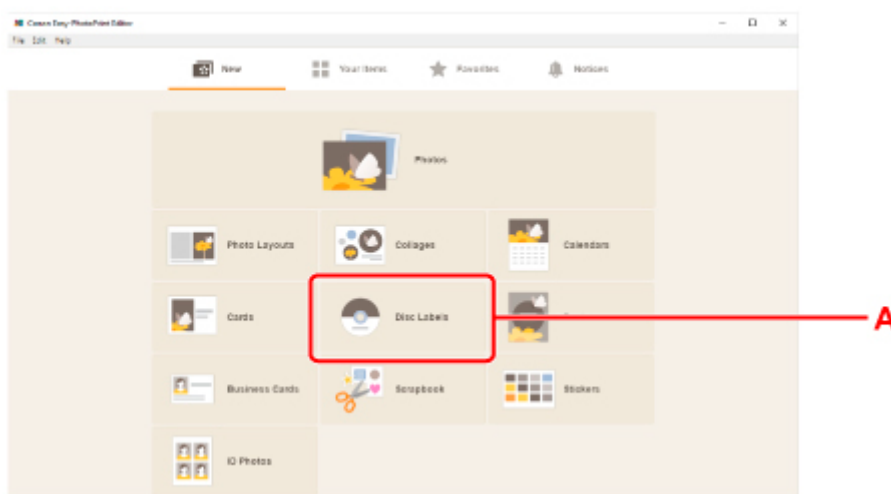 Canon Easy-PhotoPrint Editor
File Edit Help
New Your Items Favorites Notices
Photos
Photo Layouts Collages Calendars
Cards Disc Labels
A
Business Cards Scrapbook Stickers
ID Photos